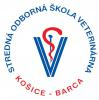 STREDNÁ ODBORNÁ ŠKOLA VETERINÁRNA
KOŠICE - BARCA